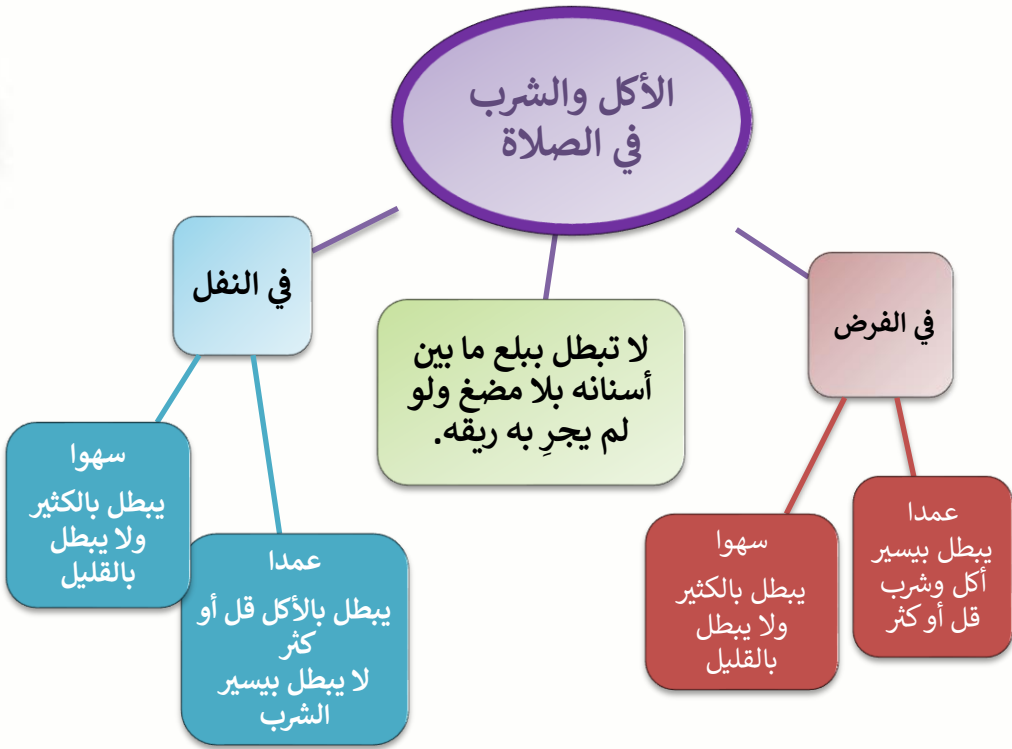 الأكل والشرب
في الصلاة
في الفرض
عمدا
يبطل بيسير
أكل وشرب
قل أو كثر
سهوا
يبطل بالكثير
ولا يبطل
بالقليل
لا تبطل ببلع ما بين
أسنانه بلا مضغ ولو
لم يجرِ به ريقه.
في النفل
عمدا
يبطل بالأكل قل أو
كثر
لا يبطل بيسير
الشرب
سهوا
يبطل بالكثير
ولا يبطل
بالقليل